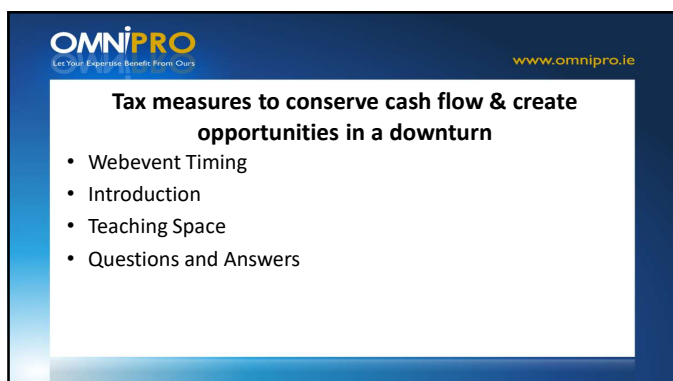 OMNIPRO
Let Your Expertise Benefit From Ours
www.omnipro.ie
Tax measures to conserve cash flow & create
opportunities in a downturn
• Webevent Timing
• Introduction
• Teaching Space
• Questions and Answers